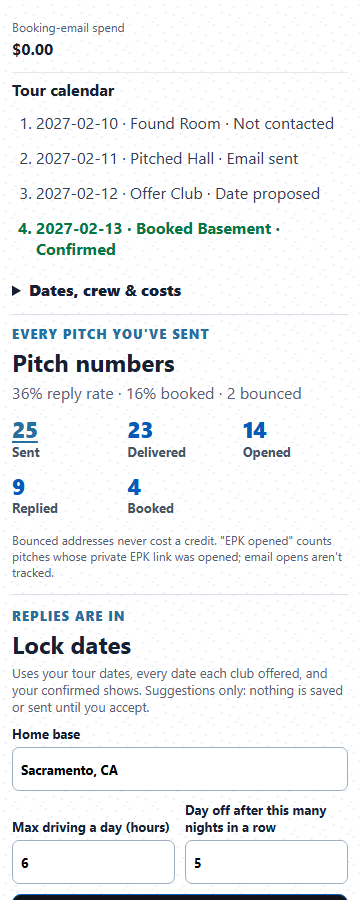 Booking-email spend
$0.00
Tour calendar
1. 2027-02-10 · Found Room · Not contacted
2. 2027-02-11 · Pitched Hall · Email sent
3. 2027-02-12 · Offer Club · Date proposed
4. 2027-02-13 · Booked Basement ·
Confirmed
▶ Dates, crew & costs
EVERY PITCH YOU'VE SENT
Pitch numbers
36% reply rate · 16% booked · 2 bounced
25 23 14
Sent Delivered Opened
9 4
Replied Booked
Bounced addresses never cost a credit. "EPK opened" counts
pitches whose private EPK link was opened; email opens aren't
tracked.
REPLIES ARE IN
Lock dates
Uses your tour dates, every date each club offered, and
your confirmed shows. Suggestions only: nothing is saved
or sent until you accept.
Home base
Sacramento, CA
Max driving a day (hours)
Day off after this many
nights in a row
6 5